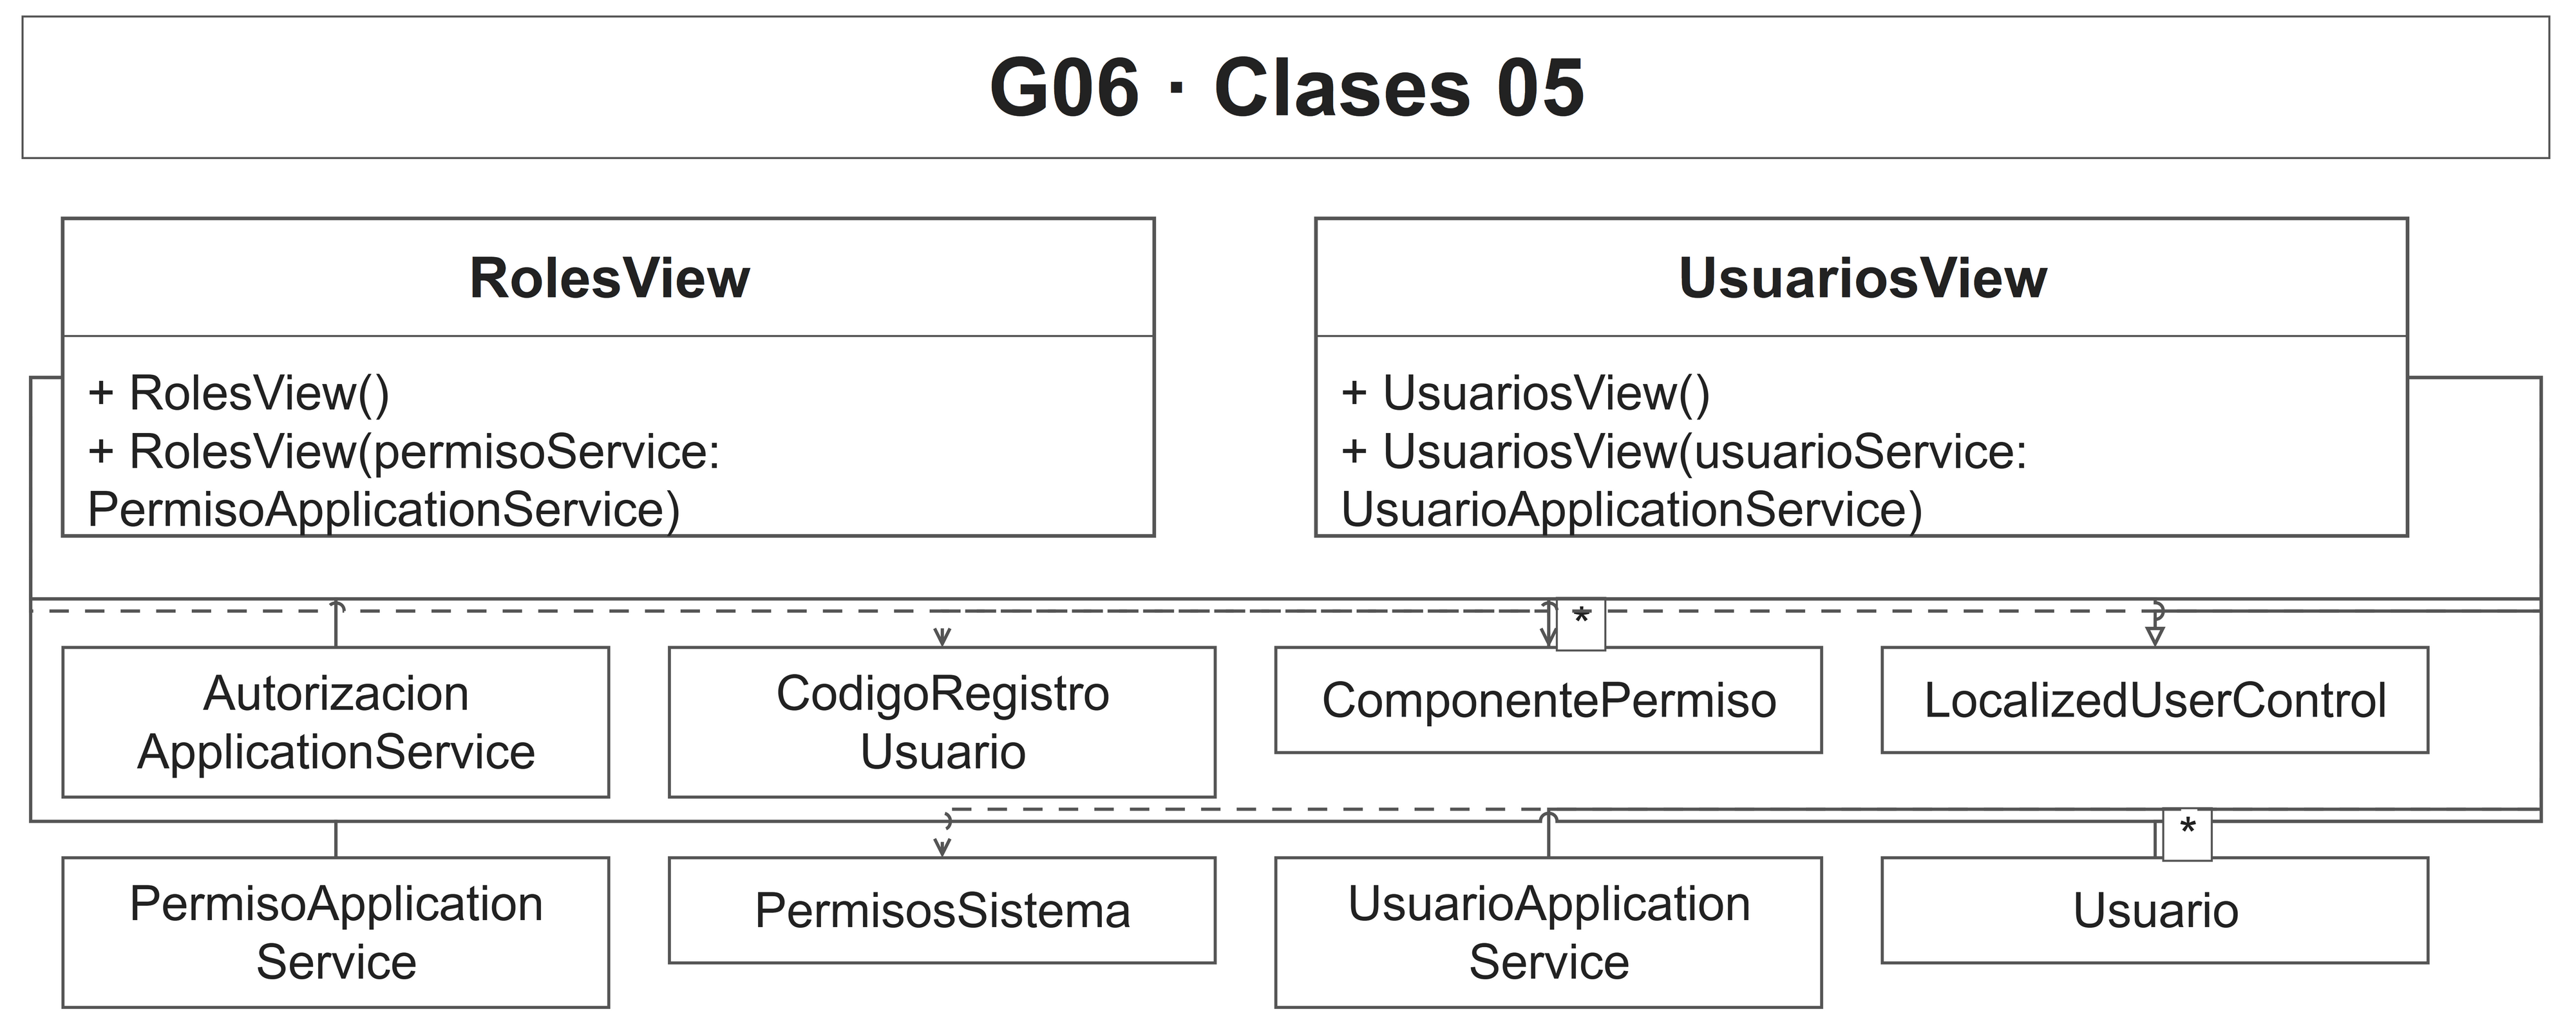 G06 · Clases 05
RolesView
+ RolesView()
+ RolesView(permisoService:
PermisoApplicationService)
UsuariosView
+ UsuariosView()
+ UsuariosView(usuarioService:
UsuarioApplicationService)
*
Autorizacion
ApplicationService
CodigoRegistro
Usuario
ComponentePermiso
LocalizedUserControl
*
PermisoApplication
Service
PermisosSistema
UsuarioApplication
Service
Usuario